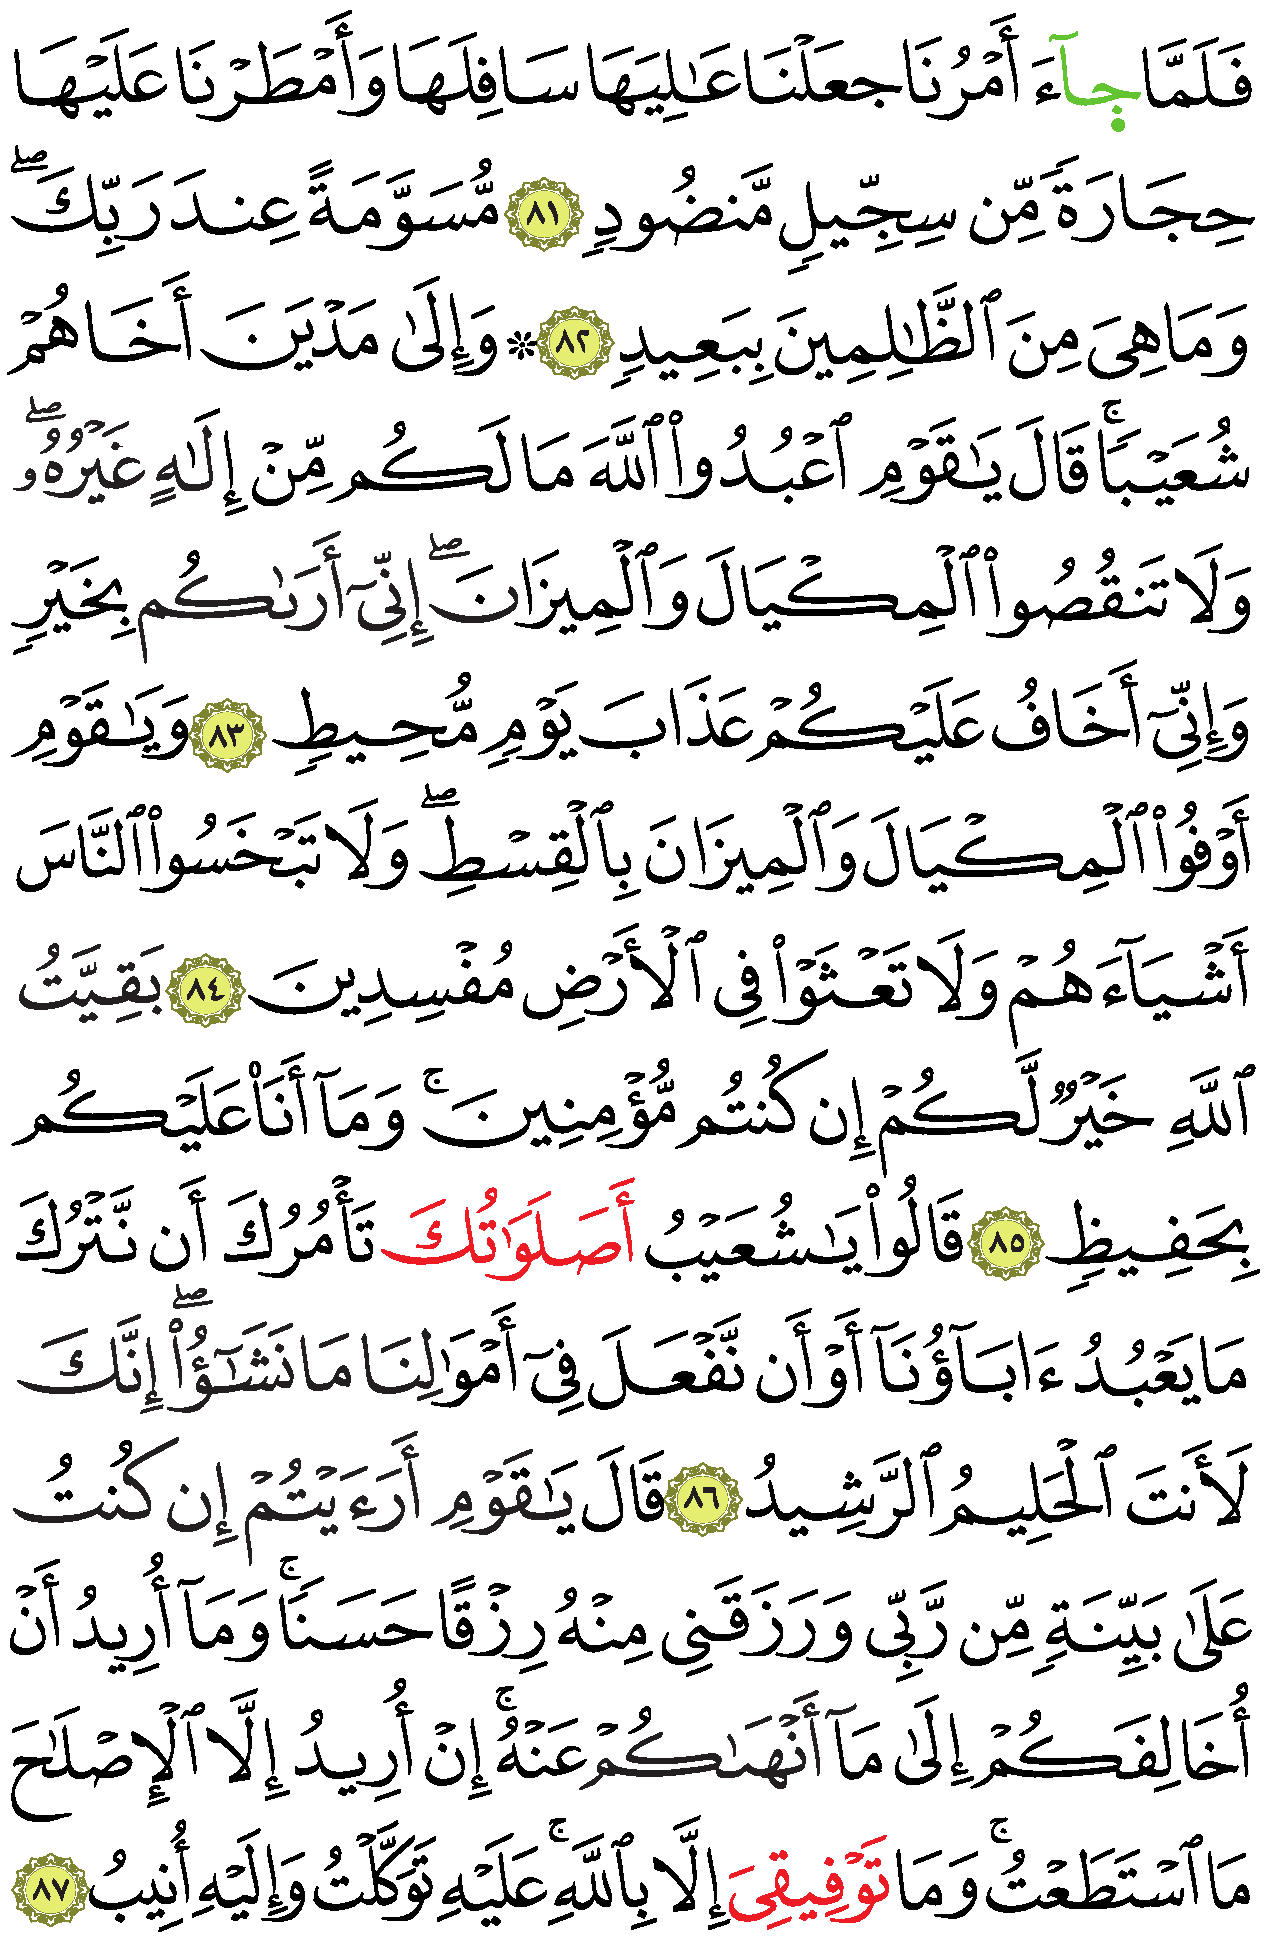 فَلَمَّا جَآءَ أَمْرُنَا جَعَلْنَا عَٰلِيَهَا سَافِلَهَا وَأَمْطَرْنَا عَلَيْهَا
حِجَارَةً مِّن سِجِّيلٍ مَّنضُودٍ ٨١ مُّسَوَّمَةً عِندَ رَبِّكَۖ
وَمَا هِيَ مِنَ ٱلظَّٰلِمِينَ بِبَعِيدٍ ٨٢ ۞ وَإِلَىٰ مَدْيَنَ أَخَاهُمْ
شُعَيْبًاۚ قَالَ يَٰقَوْمِ ٱعْبُدُواْ ٱللَّهَ مَا لَكُم مِّنْ إِلَٰهٍ غَيْرُهُۥۖ
وَلَا تَنقُصُواْ ٱلْمِكْيَالَ وَٱلْمِيزَانَۖ إِنِّيٓ أَرَىٰكُم بِخَيْرٍ
وَإِنِّيٓ أَخَافُ عَلَيْكُمْ عَذَابَ يَوْمٍ مُّحِيطٍ ٨٣ وَيَٰقَوْمِ
أَوْفُواْ ٱلْمِكْيَالَ وَٱلْمِيزَانَ بِٱلْقِسْطِۖ وَلَا تَبْخَسُواْ ٱلنَّاسَ
أَشْيَآءَهُمْ وَلَا تَعْثَوْاْ فِي ٱلْأَرْضِ مُفْسِدِينَ ٨٤ بَقِيَّتُ
ٱللَّهِ خَيْرٌ لَّكُمْ إِن كُنتُم مُّؤْمِنِينَۚ وَمَآ أَنَا۠ عَلَيْكُم
بِحَفِيظٍ ٨٥ قَالُواْ يَٰشُعَيْبُ أَصَلَوَٰتُكَ تَأْمُرُكَ أَن نَّتْرُكَ
مَا يَعْبُدُ ءَابَآؤُنَآ أَوْ أَن نَّفْعَلَ فِيٓ أَمْوَٰلِنَا مَا نَشَٰٓؤُاْۖ إِنَّكَ
لَأَنتَ ٱلْحَلِيمُ ٱلرَّشِيدُ ٨٦ قَالَ يَٰقَوْمِ أَرَءَيْتُمْ إِن كُنتُ
عَلَىٰ بَيِّنَةٍ مِّن رَّبِّي وَرَزَقَنِي مِنْهُ رِزْقًا حَسَنًاۚ وَمَآ أُرِيدُ أَنْ
أُخَالِفَكُمْ إِلَىٰ مَآ أَنْهَىٰكُمْ عَنْهُۚ إِنْ أُرِيدُ إِلَّا ٱلْإِصْلَٰحَ
مَا ٱسْتَطَعْتُۚ وَمَا تَوْفِيقِيَ إِلَّا بِٱللَّهِۚ عَلَيْهِ تَوَكَّلْتُ وَإِلَيْهِ أُنِيبُ ٨٧